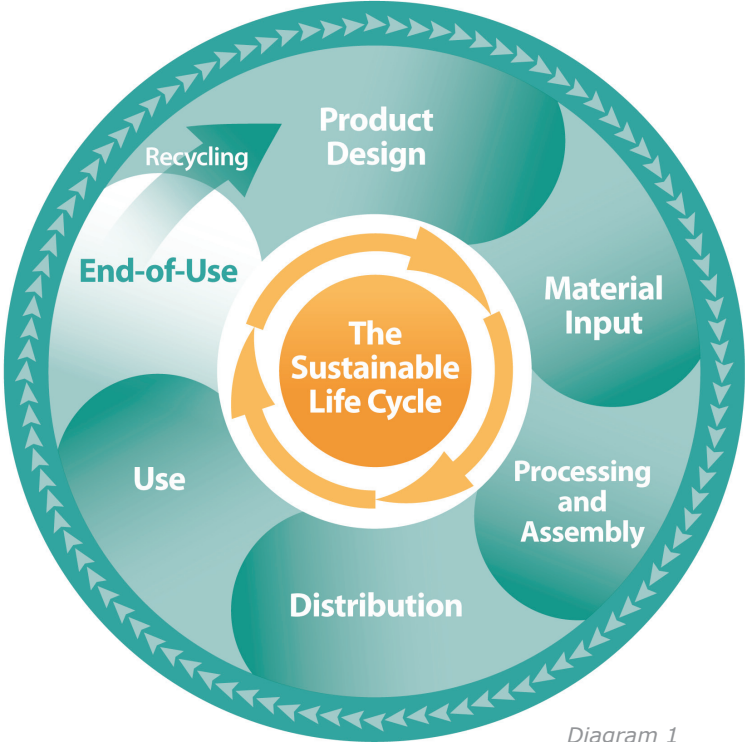 Product
Design
Recycling
End-of-Use
Material
Input
The
Sustainable
Life Cycle
Use
Processing
and
Assembly
Distribution
Diagram 1